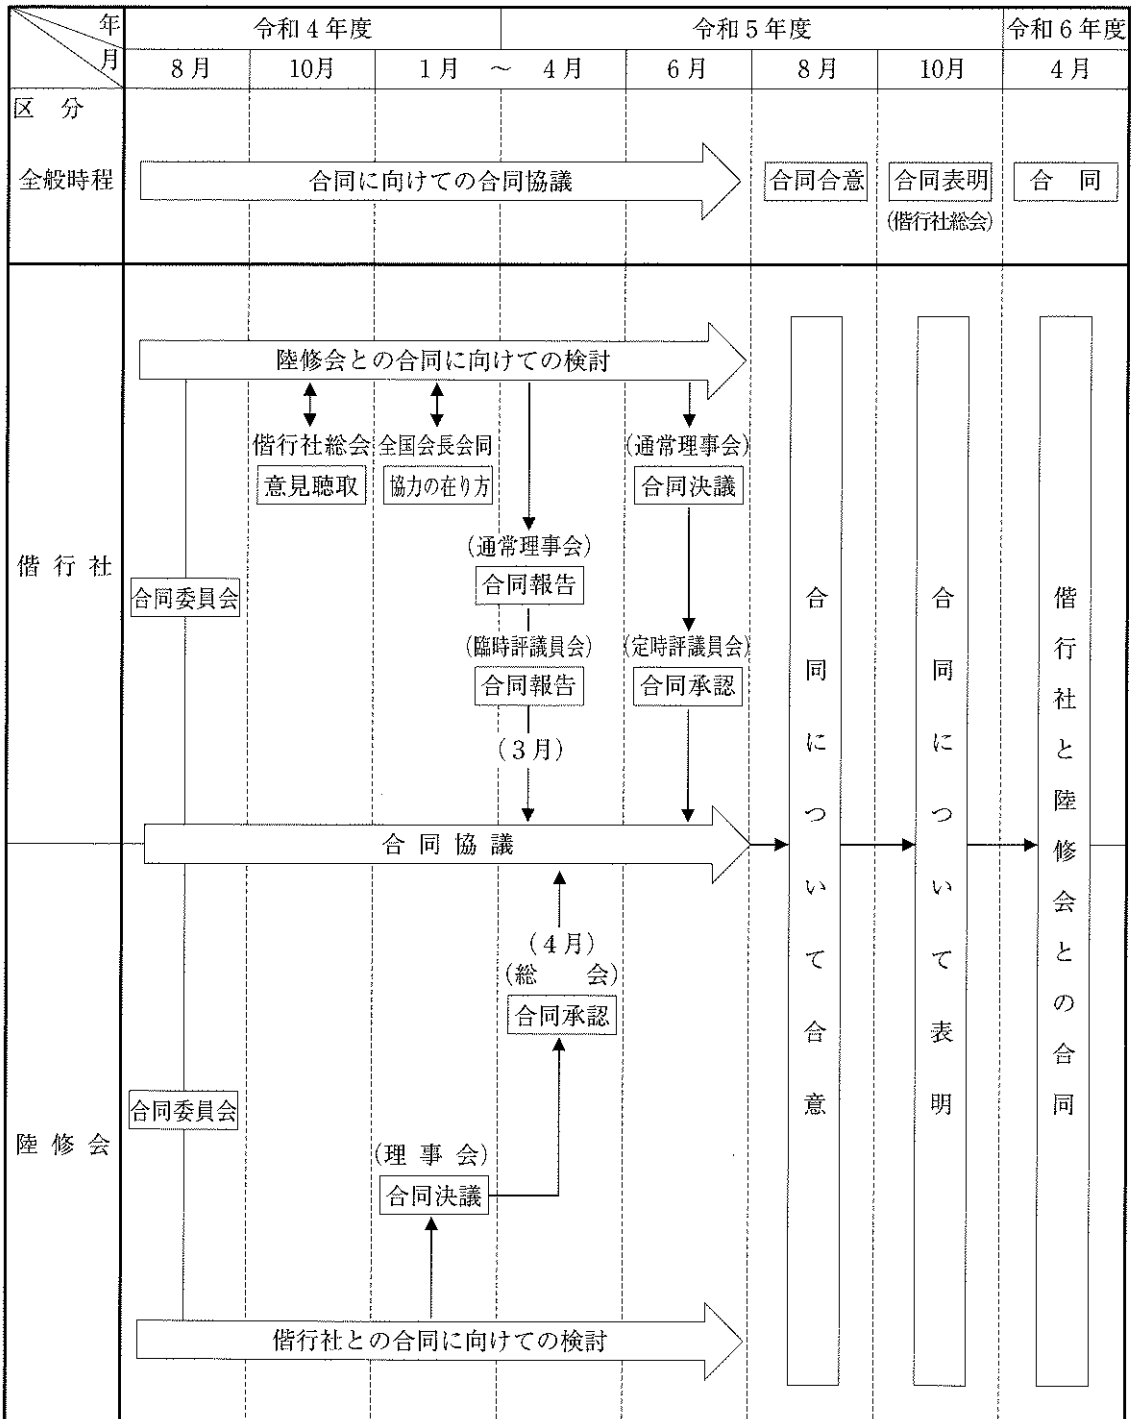 年
月
令和4年度
令和5年度
令和6年度
8月
10月
1月 ～ 4月
6月
8月
10月
4月
区 分
全般時程
合同に向けての合同協議
合同合意
合同表明
(偕行社総会)
合 同
偕行社
陸修会との合同に向けての検討
偕行社総会
意見聴取
全国会長会同
協力の在り方
(通常理事会)
合同決議
(通常理事会)
合同報告
合同委員会
(臨時評議員会)
合同報告
(定時評議員会)
合同承認
(3月)
合同協議
合同について合意
合同について表明
偕行社と陸修会との合同
陸修会
(4月)
(総 会)
合同承認
合同委員会
(理事会)
合同決議
偕行社との合同に向けての検討